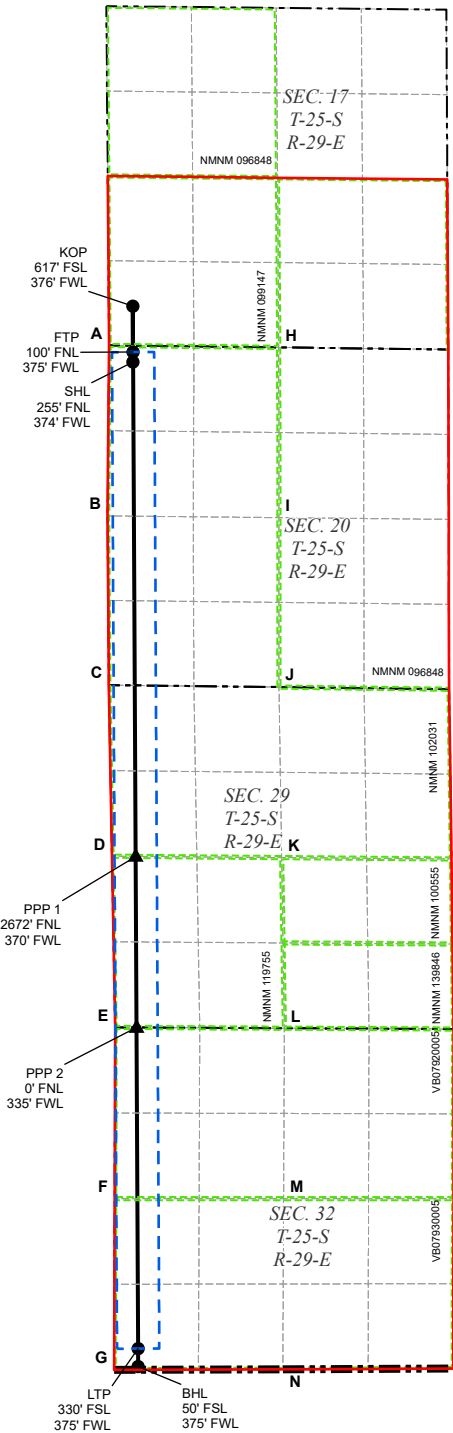 SEC. 17
T-25-S
R-29-E
NMNM 096848
KOP
617' FSL
376' FWL
NMNM 099147
A
H
FTP
100' FNL
375' FWL
SHL
255' FNL
374' FWL
B
I
SEC. 20
T-25-S
R-29-E
C
J
NMNM 096848
NMNM 102031
SEC. 29
T-25-S
R-29-E
D
K
PPP 1
2672' FNL
370' FWL
NMNM 100555
NMNM 119755
NMNM 139846
E
L
PPP 2
0' FNL
335' FWL
VB07920005
F
M
SEC. 32
T-25-S
R-29-E
VB07930005
G
N
LTP
330' FSL
375' FWL
BHL
50' FSL
375' FWL